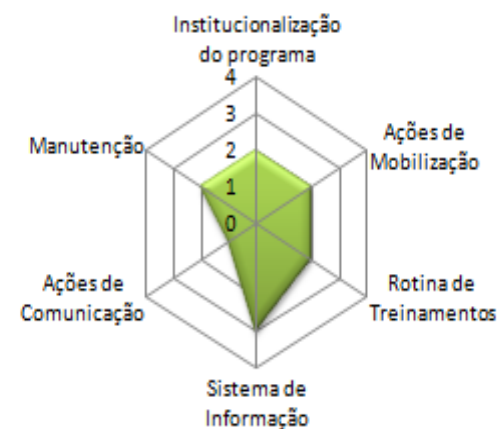 Institucionalização
do programa
4
3
2
1
0
Ações de
Mobilização
Rotina de
Treinamentos
Sistema de
Informação
Ações de
Comunicação
Manutenção